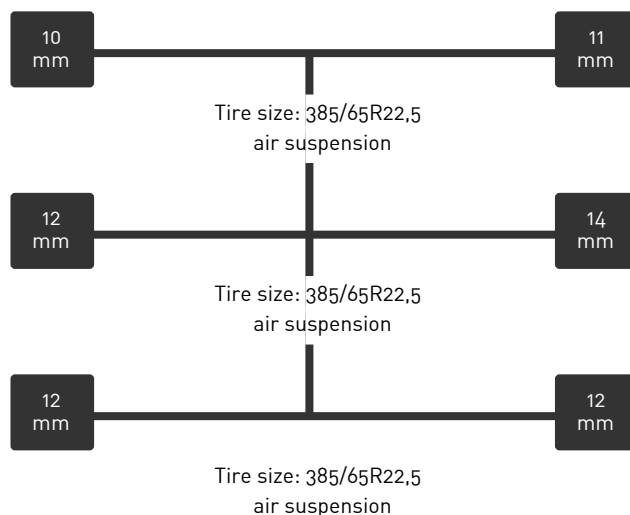 10
mm
11
mm
Tire size: 385/65R22,5
air suspension
12
mm
14
mm
Tire size: 385/65R22,5
air suspension
12
mm
12
mm
Tire size: 385/65R22,5
air suspension